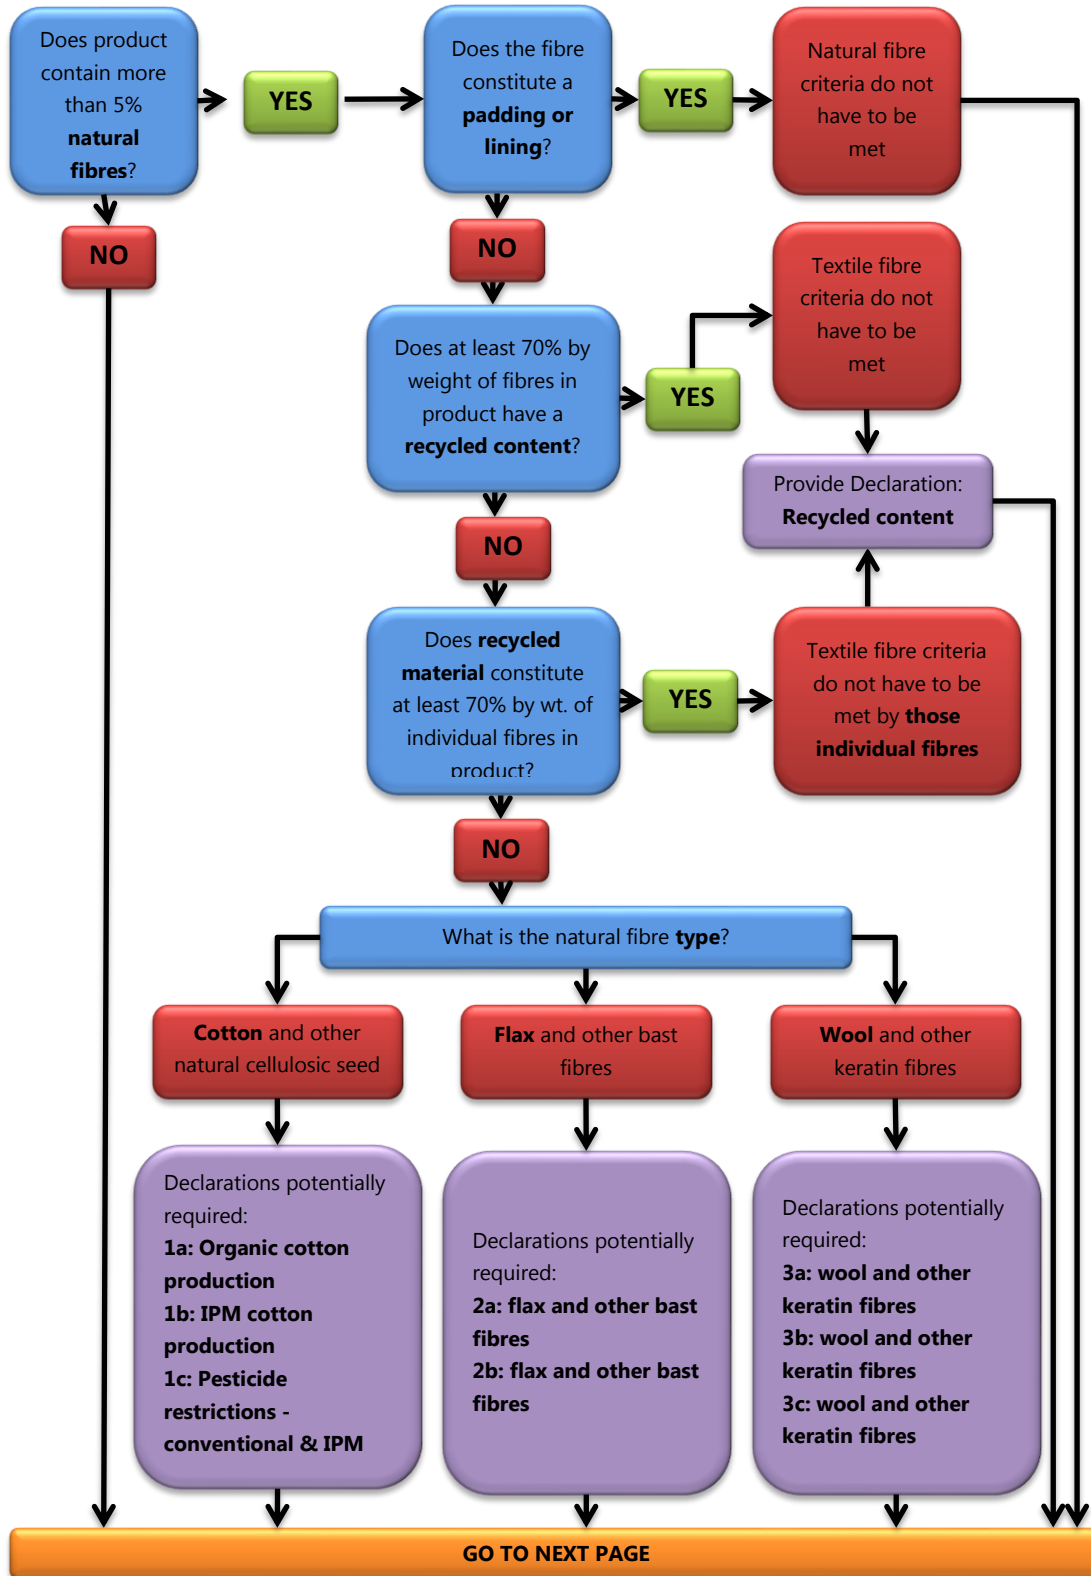 Does product
contain more
than 5%
natural
fibres?
YES
Does the fibre
constitute a
padding or
lining?
YES
Natural fibre
criteria do not
have to be
met
NO
NO
Textile fibre
criteria do not
have to be
met
Does at least 70% by
weight of fibres in
product have a
recycled content?
YES
Provide Declaration:
Recycled content
NO
Does recycled
material constitute
at least 70% by wt. of
individual fibres in
product?
YES
Textile fibre criteria
do not have to be
met by those
individual fibres
NO
What is the natural fibre type?
Cotton and other
natural cellulosic seed
Flax and other bast
fibres
Wool and other
keratin fibres
Declarations potentially
required:
1a: Organic cotton
production
1b: IPM cotton
production
1c: Pesticide
restrictions -
conventional & IPM
Declarations potentially
required:
2a: flax and other bast
fibres
2b: flax and other bast
fibres
Declarations potentially
required:
3a: wool and other
keratin fibres
3b: wool and other
keratin fibres
3c: wool and other
keratin fibres
GO TO NEXT PAGE